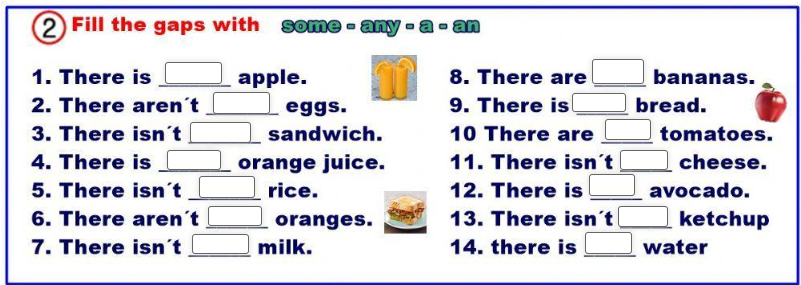 2 Fill the gaps with some - any - a - an
1. There is ______ apple.
2. There aren´t ______ eggs.
3. There isn´t ______ sandwich.
4. There is ______ orange juice.
5. There isn´t ______ rice.
6. There aren´t ______ oranges.
7. There isn´t ______ milk.
8. There are ______ bananas.
9. There is ______ bread.
10 There are ______ tomatoes.
11. There isn´t ______ cheese.
12. There is ______ avocado.
13. There isn´t ______ ketchup
14. there is ______ water